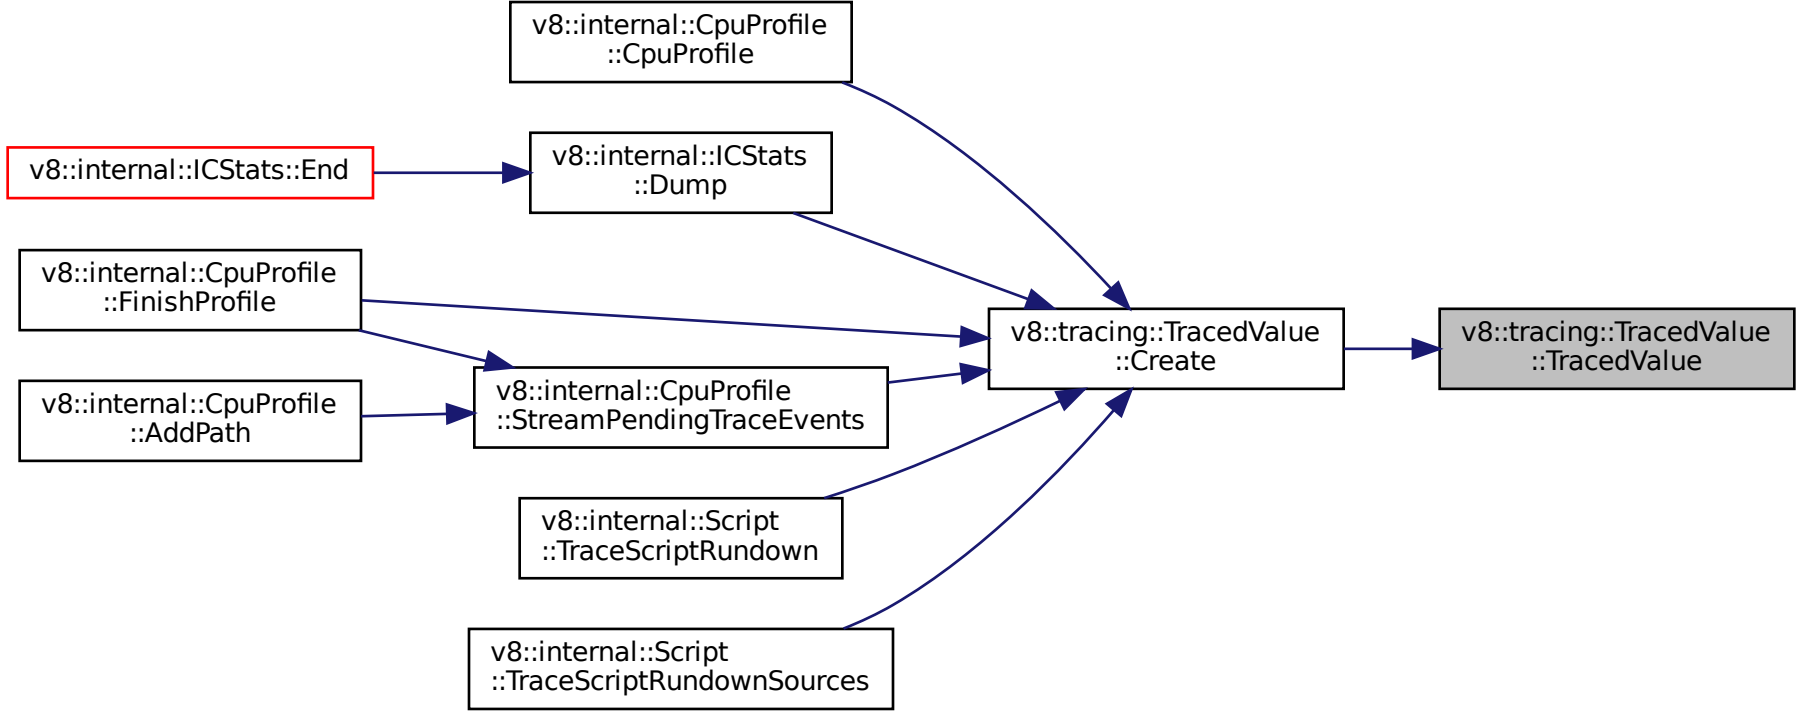 v8::internal::CpuProfile
::CpuProfile
v8::internal::ICStats::End
v8::internal::ICStats
::Dump
v8::internal::CpuProfile
::FinishProfile
v8::internal::CpuProfile
::AddPath
v8::internal::CpuProfile
::StreamPendingTraceEvents
v8::internal::Script
::TraceScriptRundown
v8::internal::Script
::TraceScriptRundownSources
v8::tracing::TracedValue
::Create
v8::tracing::TracedValue
::TracedValue